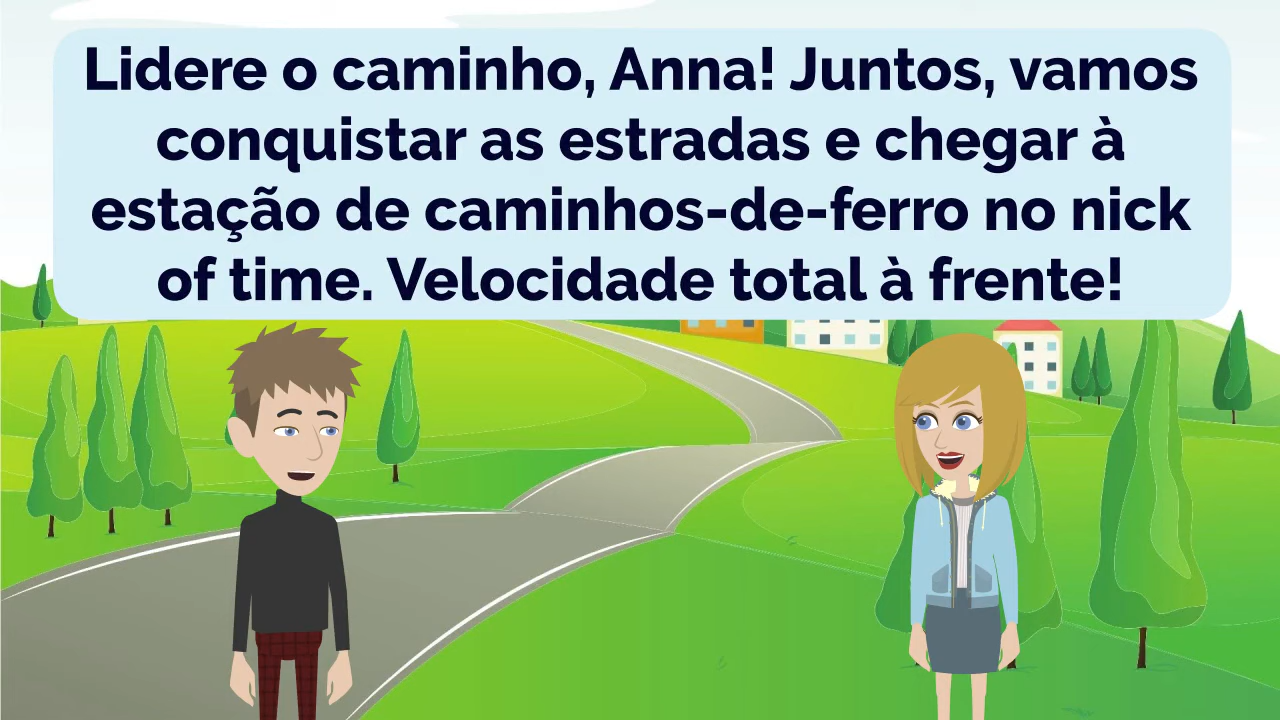 Lidere o caminho, Anna! Juntos, vamos
conquistar as estradas e chegar à
estação de caminhos-de-ferro no nick
of time. Velocidade total à frente!